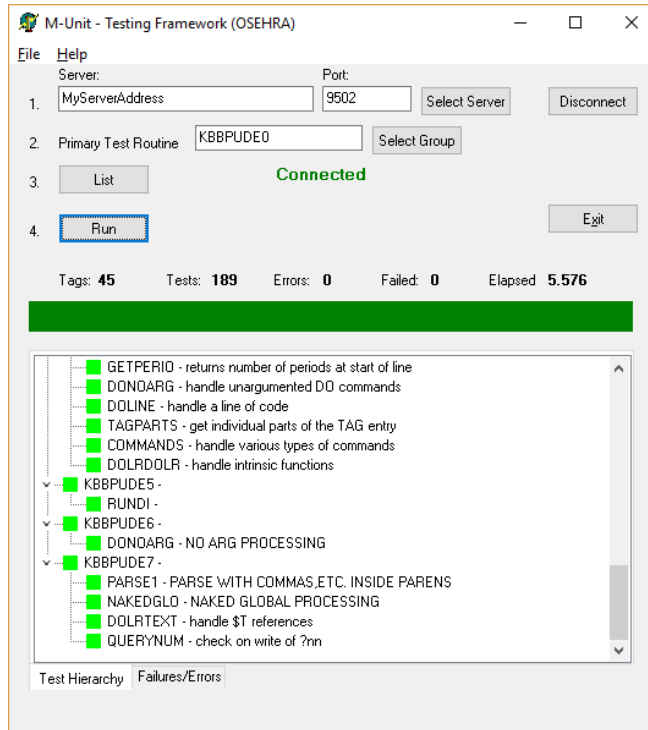 M-Unit - Testing Framework (OSEHRA)
File Help
Server: Port:
1. MyServerAddress 9502 Select Server Disconnect
2. Primary Test Routine KBBPUDE0 Select Group
3. List Connected
4. Run Exit
Tags: 45 Tests: 189 Errors: 0 Failed: 0 Elapsed 5.576
GETPERIO - returns number of periods at start of line
DONOARG - handle unargumented DO commands
DOLINE - handle a line of code
TAGPARTS - get individual parts of the TAG entry
COMMANDS - handle various types of commands
DOLRDOLR - handle intrinsic functions
KBBPUDE5 -
RUNDI -
KBBPUDE6 -
DONOARG - NO ARG PROCESSING
KBBPUDE7 -
PARSE1 - PARSE WITH COMMAS,ETC. INSIDE PARENS
NAKEDGLO - NAKED GLOBAL PROCESSING
DOLRTEXT - handle $T references
QUERYNUM - check on write of ?nn
Test Hierarchy Failures/Errors